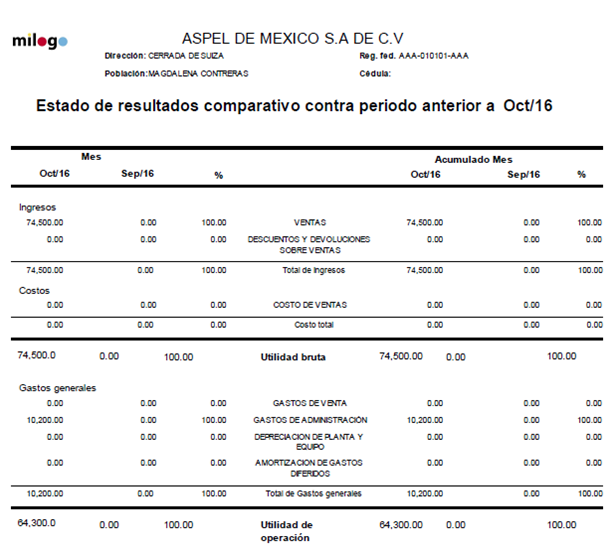 milogo
ASPEL DE MEXICO S.A DE C.V
Dirección: CERRADA DE SUIZA Reg. fed. AAA-010101-AAA
Población: MAGDALENA CONTRERAS Cédula:
Estado de resultados comparativo contra periodo anterior a Oct/16
Mes Acumulado Mes
Oct/16 Sep/16 % Oct/16 Sep/16 %
Ingresos
74,500.00 0.00 100.00 VENTAS 74,500.00 0.00 100.00
0.00 0.00 0.00 DESCUENTOS Y DEVOLUCIONES 0.00 0.00 0.00
SOBRE VENTAS
74,500.00 0.00 100.00 Total de Ingresos 74,500.00 0.00 100.00
Costos
0.00 0.00 0.00 COSTO DE VENTAS 0.00 0.00 0.00
0.00 0.00 0.00 Costo total 0.00 0.00 0.00
74,500.0 0.00 100.00 Utilidad bruta 74,500.00 0.00 100.00
Gastos generales
0.00 0.00 0.00 GASTOS DE VENTA 0.00 0.00 0.00
10,200.00 0.00 100.00 GASTOS DE ADMINISTRACIÓN 10,200.00 0.00 100.00
0.00 0.00 0.00 DEPRECIACION DE PLANTA Y 0.00 0.00 0.00
EQUIPO
0.00 0.00 0.00 AMORTIZACION DE GASTOS 0.00 0.00 0.00
DIFERIDOS
10,200.00 0.00 100.00 Total de Gastos generales 10,200.00 0.00 100.00
64,300.0 0.00 100.00 Utilidad de 64,300.00 0.00 100.00
operación